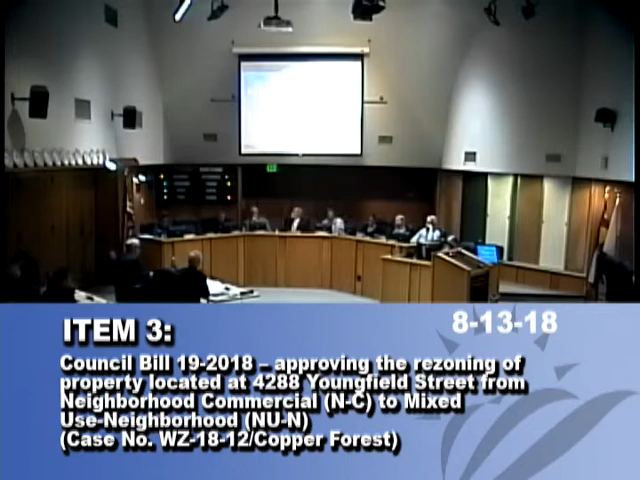 ITEM 3:
8-13-18
Council Bill 19-2018 – approving the rezoning of
property located at 4288 Youngfield Street from
Neighborhood Commercial (N-C) to Mixed
Use-Neighborhood (NU-N)
(Case No. WZ-18-12/Copper Forest)